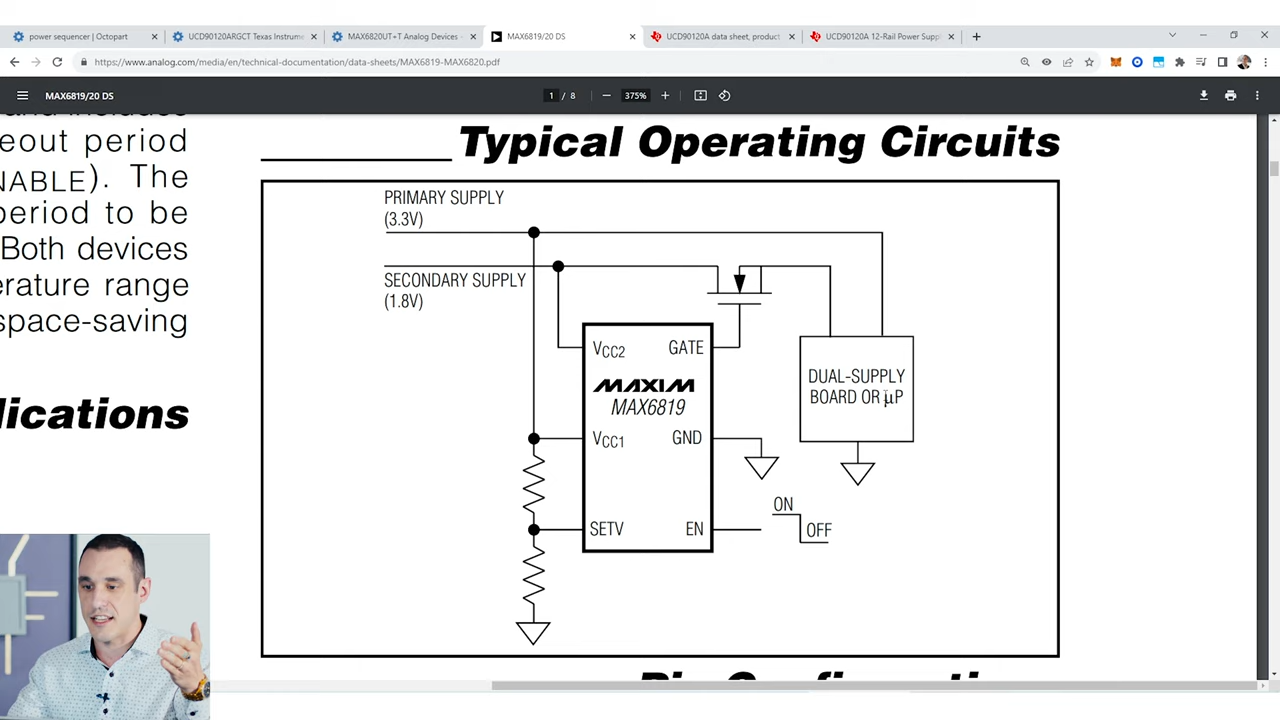 power sequencer | Octopart
UCD90120ARGCT Texas Instrume
MAX6820UT+T Analog Devices
MAX6819/20 DS
UCD90120A data sheet, product
UCD90120A 12-Rail Power Supp
https://www.analog.com/media/en/technical-documentation/data-sheets/MAX6819-MAX6820.pdf
MAX6819/20 DS
1 / 8
375%
eout period
NABLE). The
period to be
Both devices
erature range
space-saving
lications
Typical Operating Circuits
PRIMARY SUPPLY
(3.3V)
SECONDARY SUPPLY
(1.8V)
VCC2
GATE
MAXIM
MAX6819
VCC1
GND
SETV
EN
DUAL-SUPPLY
BOARD OR µP
ON
OFF